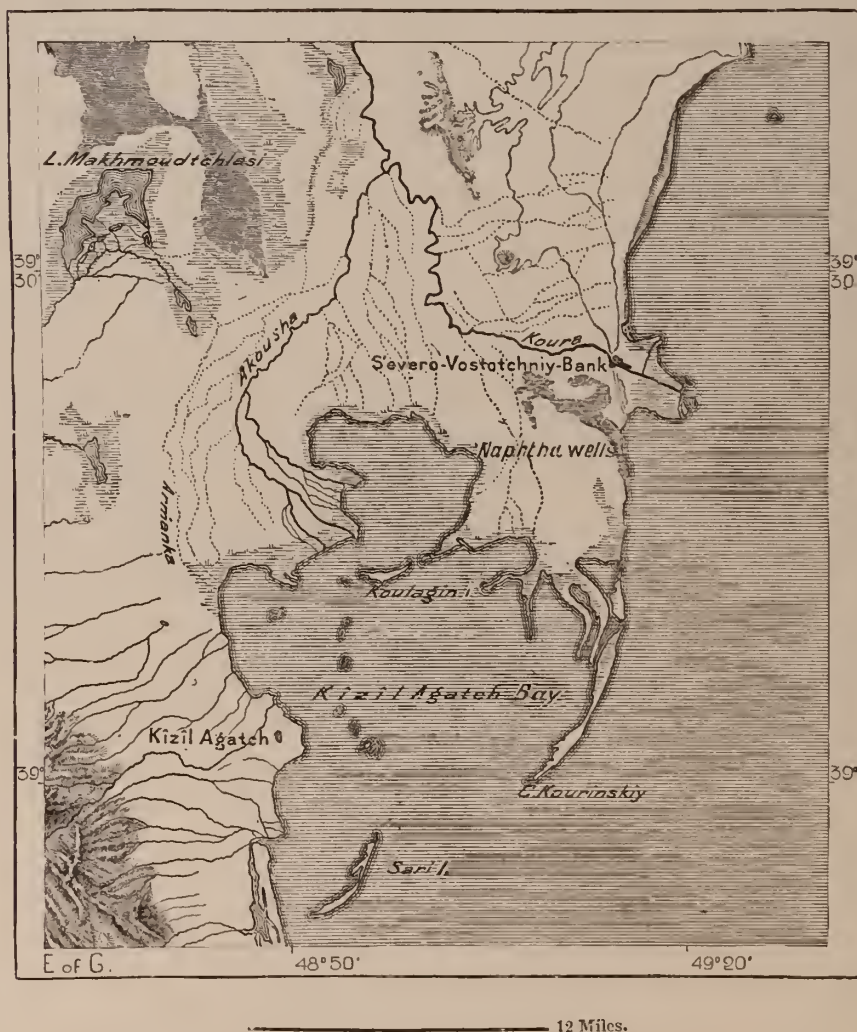 L. Makhmoudtchlasi
39°
30'
39°
30'
Akousha
Koura
S'evero-Vostotchniy-Bank
Naphtha wells
Armianka
Koulagin i.
Kizil Agatch Bay
Kizil Agatch
39°
39°
C. Kourinskiy
Sari I.
E of G.
48°50'
49°20'
12 Miles.